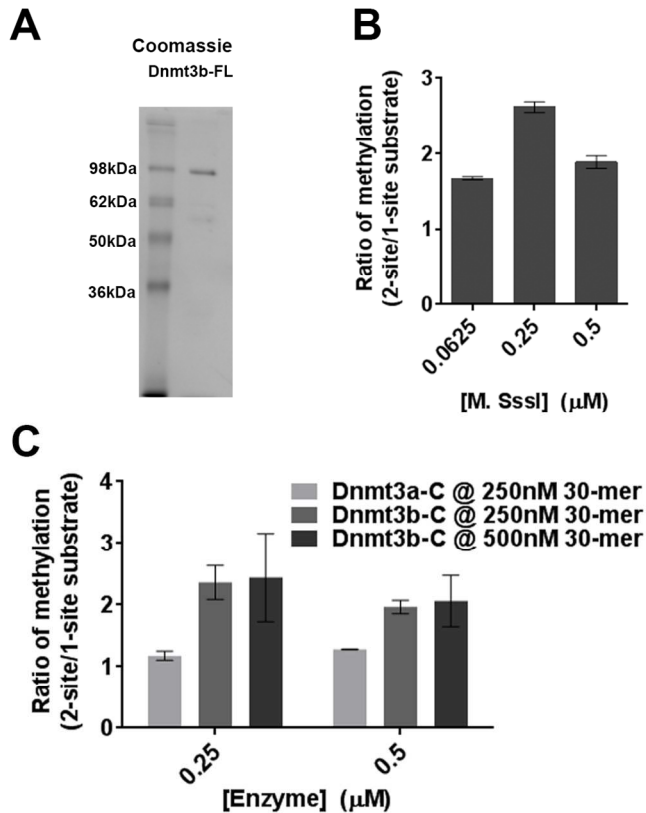 A
Coomassie
Dnmt3b-FL
98kDa
62kDa
50kDa
36kDa
B
Ratio of methylation
(2-site/1-site substrate)
3
2
1
0
0.0625
0.25
0.5
[M. SssI] (μM)
C
Ratio of methylation
(2-site/1-site substrate)
4
3
2
1
0
Dnmt3a-C @ 250nM 30-mer
Dnmt3b-C @ 250nM 30-mer
Dnmt3b-C @ 500nM 30-mer
0.25
0.5
[Enzyme] (μM)